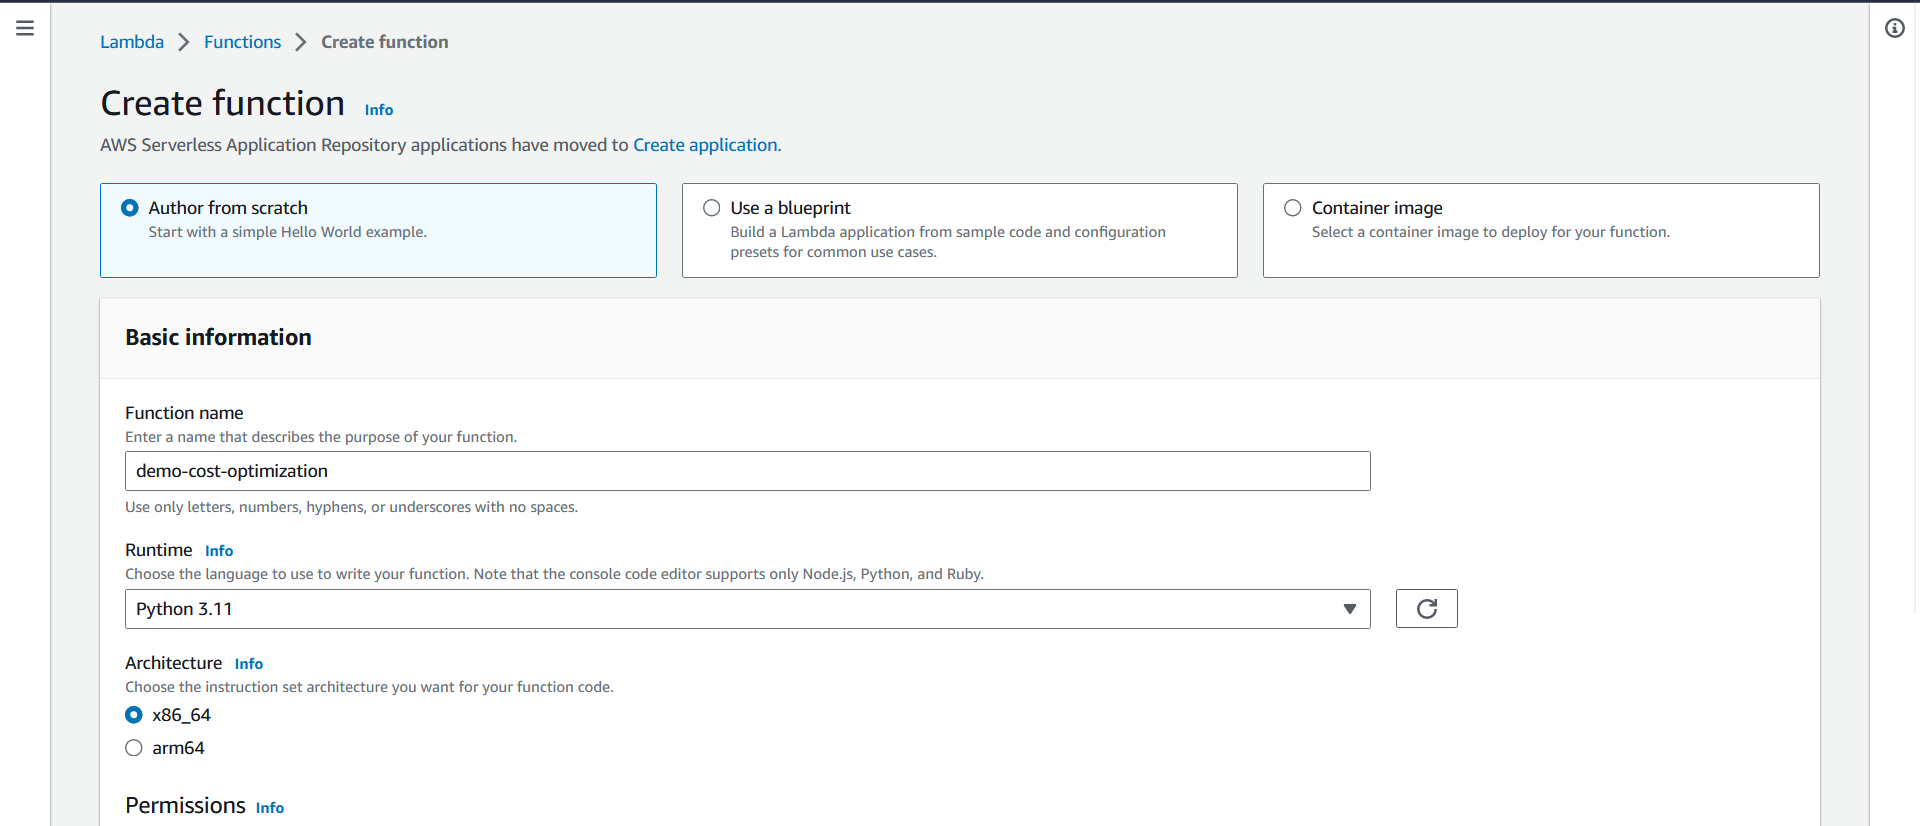 Lambda > Functions > Create function
Create function Info
AWS Serverless Application Repository applications have moved to Create application.
Author from scratch
Start with a simple Hello World example.
Use a blueprint
Build a Lambda application from sample code and configuration
presets for common use cases.
Container image
Select a container image to deploy for your function.
Basic information
Function name
Enter a name that describes the purpose of your function.
demo-cost-optimization
Use only letters, numbers, hyphens, or underscores with no spaces.
Runtime Info
Choose the language to use to write your function. Note that the console code editor supports only Node.js, Python, and Ruby.
Python 3.11
Architecture Info
Choose the instruction set architecture you want for your function code.
x86_64
arm64
Permissions Info